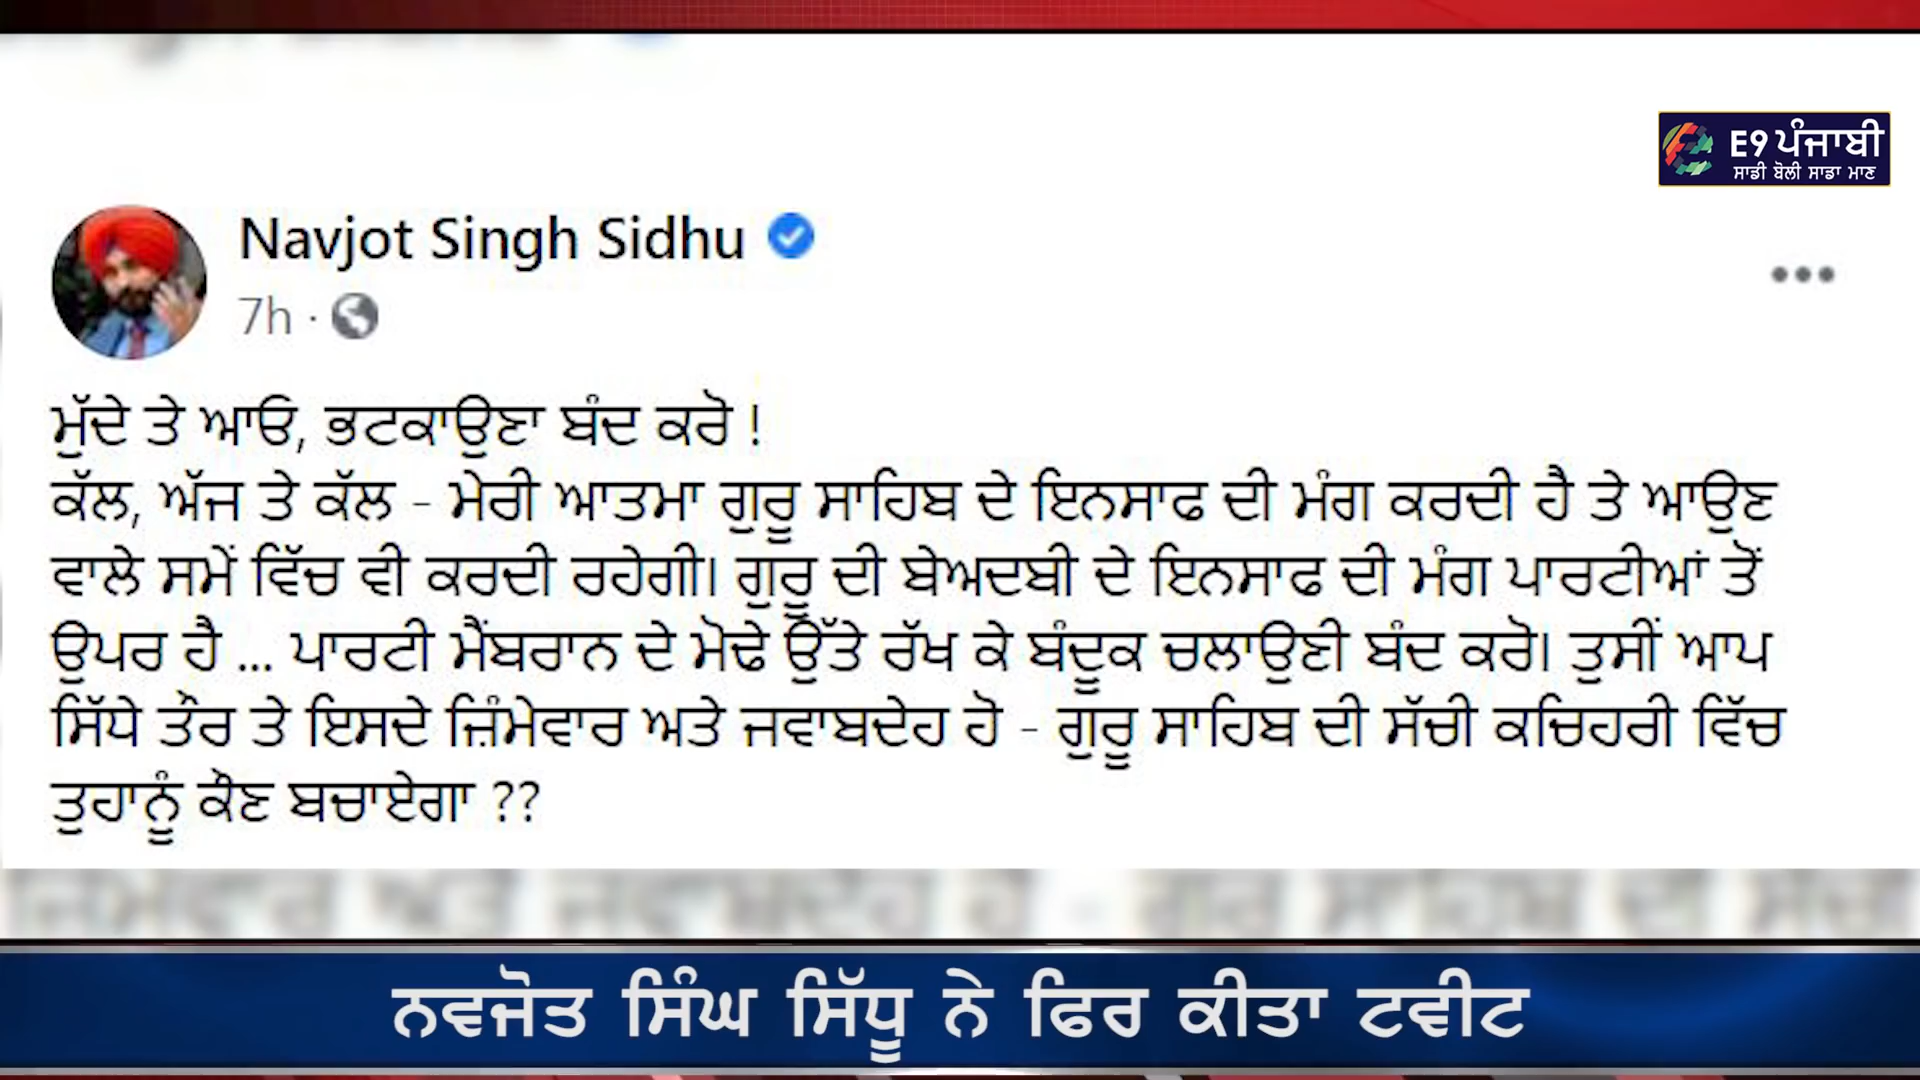 E9 ਪੰਜਾਬੀ
ਸਾਡੀ ਬੋਲੀ ਸਾਡਾ ਮਾਣ
Navjot Singh Sidhu
7h ·
ਮੁੱਦੇ ਤੇ ਆਓ, ਭਟਕਾਉਣਾ ਬੰਦ ਕਰੋ !
ਕੱਲ, ਅੱਜ ਤੇ ਕੱਲ - ਮੇਰੀ ਆਤਮਾ ਗੁਰੂ ਸਾਹਿਬ ਦੇ ਇਨਸਾਫ ਦੀ ਮੰਗ ਕਰਦੀ ਹੈ ਤੇ ਆਉਣ
ਵਾਲੇ ਸਮੇਂ ਵਿੱਚ ਵੀ ਕਰਦੀ ਰਹੇਗੀ। ਗੁਰੂ ਦੀ ਬੇਅਦਬੀ ਦੇ ਇਨਸਾਫ ਦੀ ਮੰਗ ਪਾਰਟੀਆਂ ਤੋਂ
ਉਪਰ ਹੈ ... ਪਾਰਟੀ ਮੈਂਬਰਾਨ ਦੇ ਮੋਢੇ ਉੱਤੇ ਰੱਖ ਕੇ ਬੰਦੂਕ ਚਲਾਉਣੀ ਬੰਦ ਕਰੋ। ਤੁਸੀਂ ਆਪ
ਸਿੱਧੇ ਤੌਰ ਤੇ ਇਸਦੇ ਜ਼ਿੰਮੇਵਾਰ ਅਤੇ ਜਵਾਬਦੇਹ ਹੋ - ਗੁਰੂ ਸਾਹਿਬ ਦੀ ਸੱਚੀ ਕਚਿਹਰੀ ਵਿੱਚ
ਤੁਹਾਨੂੰ ਕੌਣ ਬਚਾਏਗਾ ??
ਨਵਜੋਤ ਸਿੰਘ ਸਿੱਧੂ ਨੇ ਫਿਰ ਕੀਤਾ ਟਵੀਟ